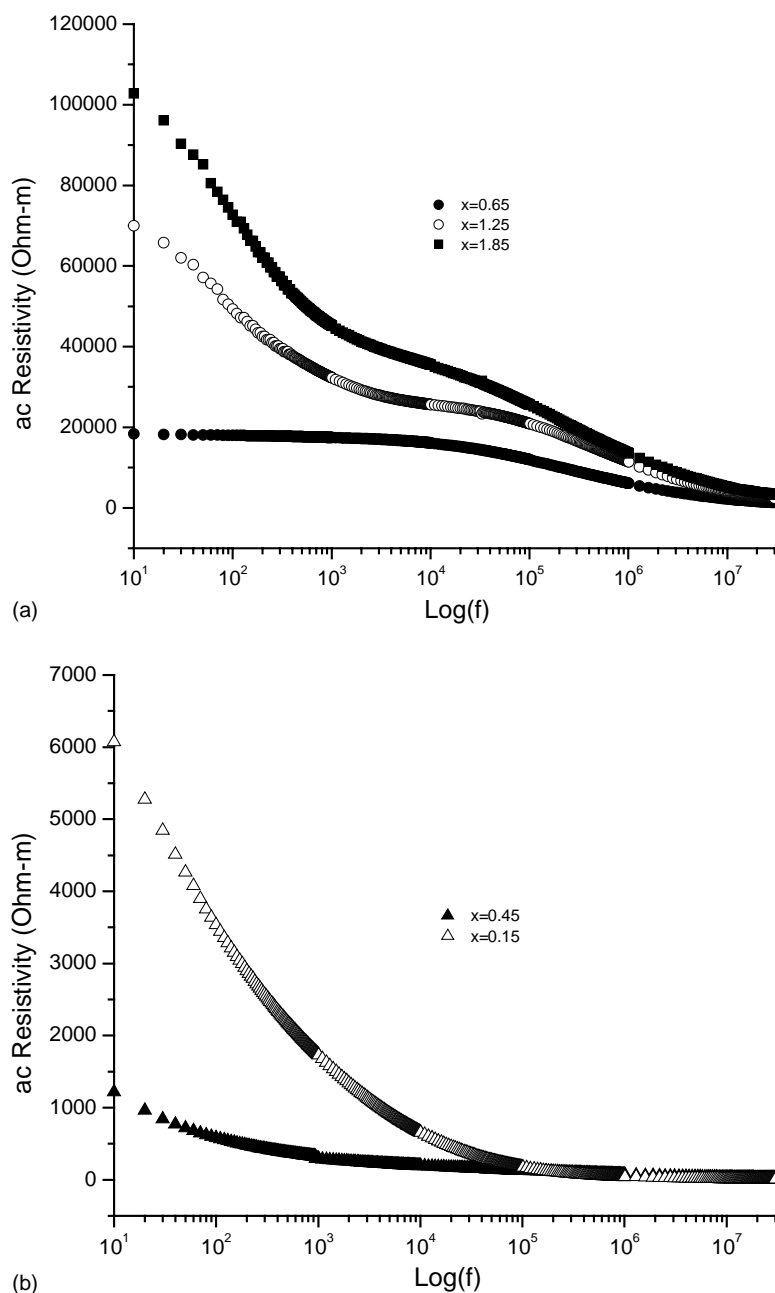 120000
100000
80000
60000
40000
20000
0
ac Resistivity (Ohm-m)
x=0.65
x=1.25
x=1.85
10¹ 10² 10³ 10⁴ 10⁵ 10⁶ 10⁷
Log(f)
(a)
7000
6000
5000
4000
3000
2000
1000
0
ac Resistivity (Ohm-m)
x=0.45
x=0.15
10¹ 10² 10³ 10⁴ 10⁵ 10⁶ 10⁷
Log(f)
(b)